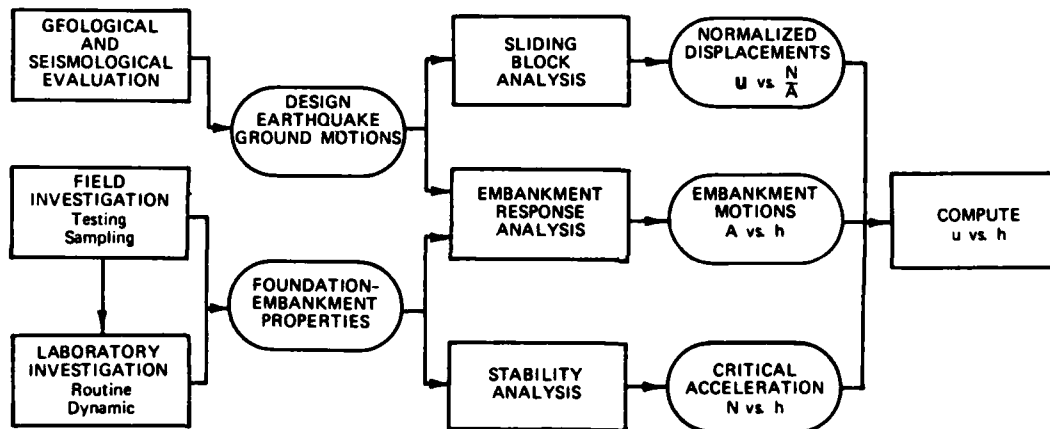 GEOLOGICAL
AND
SEISMOLOGICAL
EVALUATION
DESIGN
EARTHQUAKE
GROUND MOTIONS
SLIDING
BLOCK
ANALYSIS
NORMALIZED
DISPLACEMENTS
u vs. N/A
FIELD
INVESTIGATION
Testing
Sampling
EMBANKMENT
RESPONSE
ANALYSIS
EMBANKMENT
MOTIONS
A vs. h
COMPUTE
u vs. h
FOUNDATION-
EMBANKMENT
PROPERTIES
LABORATORY
INVESTIGATION
Routine
Dynamic
STABILITY
ANALYSIS
CRITICAL
ACCELERATION
N vs. h